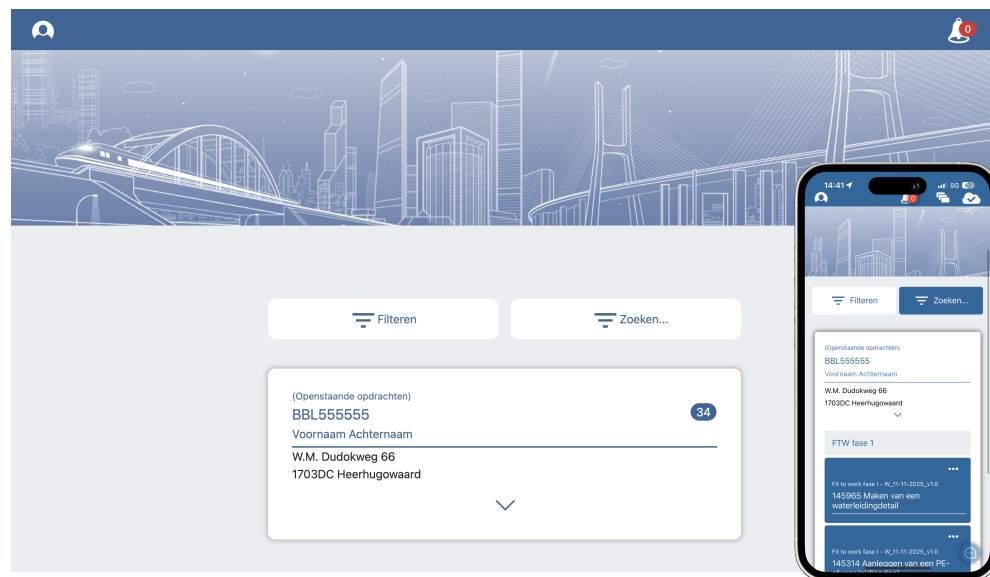 0
Filteren
Zoeken...
(Openstaande opdrachten)
BBL555555
34
Voornaam Achternaam
W.M. Dudokweg 66
1703DC Heerhugowaard
14:41
5G
0
Filteren
Zoeken...
(Openstaande opdrachten)
BBL555555
Voornaam Achternaam
W.M. Dudokweg 66
1703DC Heerhugowaard
FTW fase 1
Fit to work fase I - W_11-11-2025_v1.0
145965 Maken van een
waterleidingdetail
Fit to work fase I - W_11-11-2025_v1.0
145314 Aanleggen van een PE-